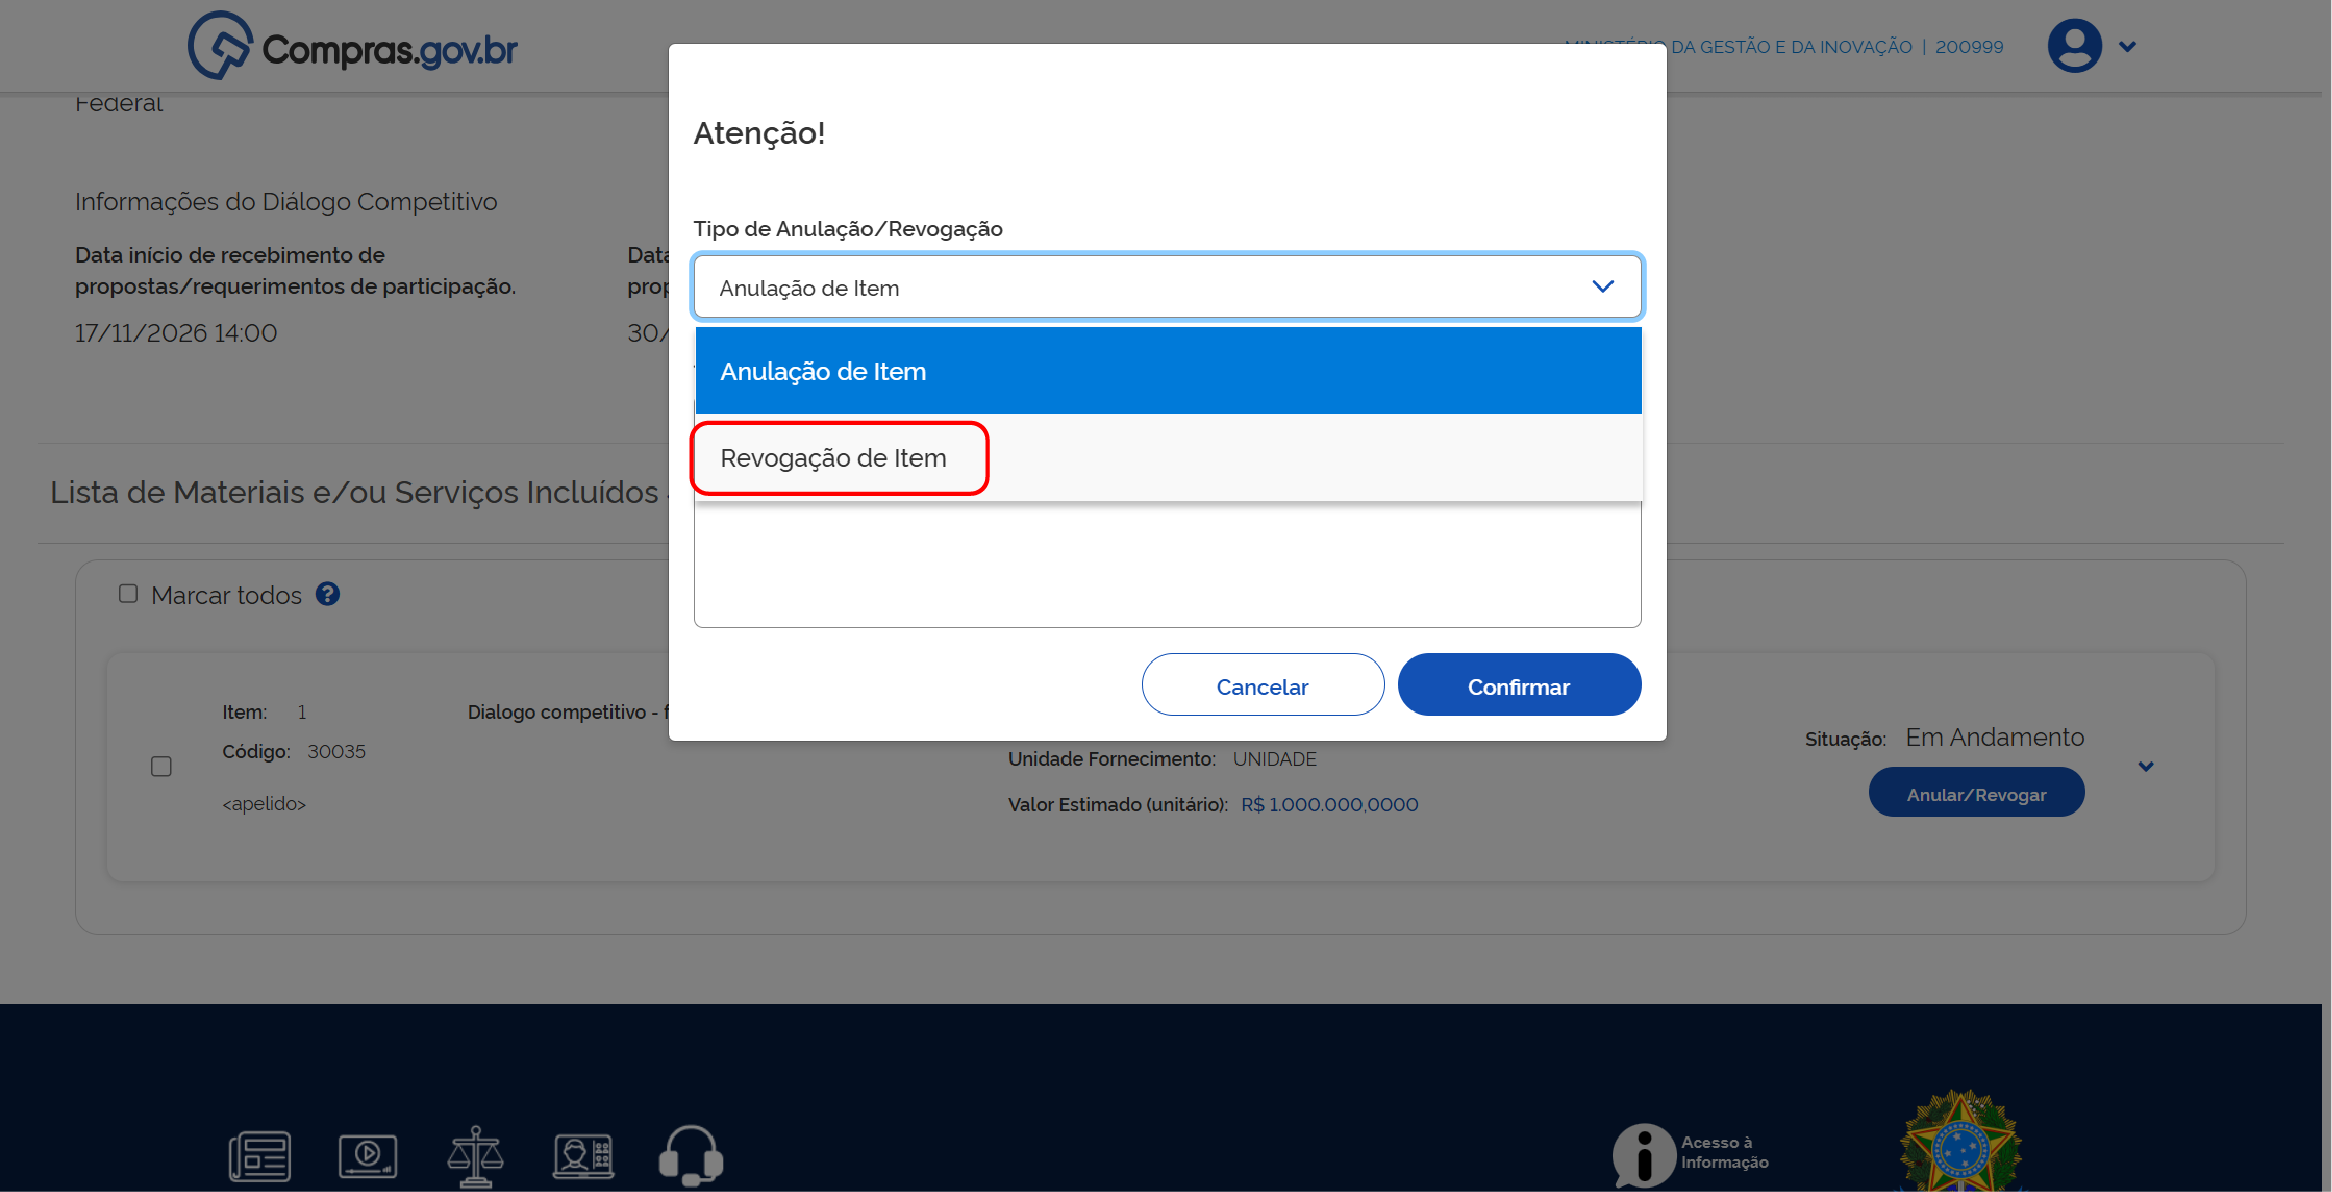 Compras.gov.br
MINISTÉRIO DA GESTÃO E DA INOVAÇÃO | 200999
Federal
Informações do Diálogo Competitivo
Data início de recebimento de
propostas/requerimentos de participação.
17/11/2026 14:00
Data
prop
30/
Atenção!
Tipo de Anulação/Revogação
Anulação de Item
Anulação de Item
Revogação de Item
Cancelar
Confirmar
Lista de Materiais e/ou Serviços Incluídos
Marcar todos ?
Item: 1
Código: 30035
<apelido>
Dialogo competitivo - f
Unidade Fornecimento: UNIDADE
Valor Estimado (unitário): R$ 1.000.000,0000
Situação: Em Andamento
Anular/Revogar
Acesso à
Informação